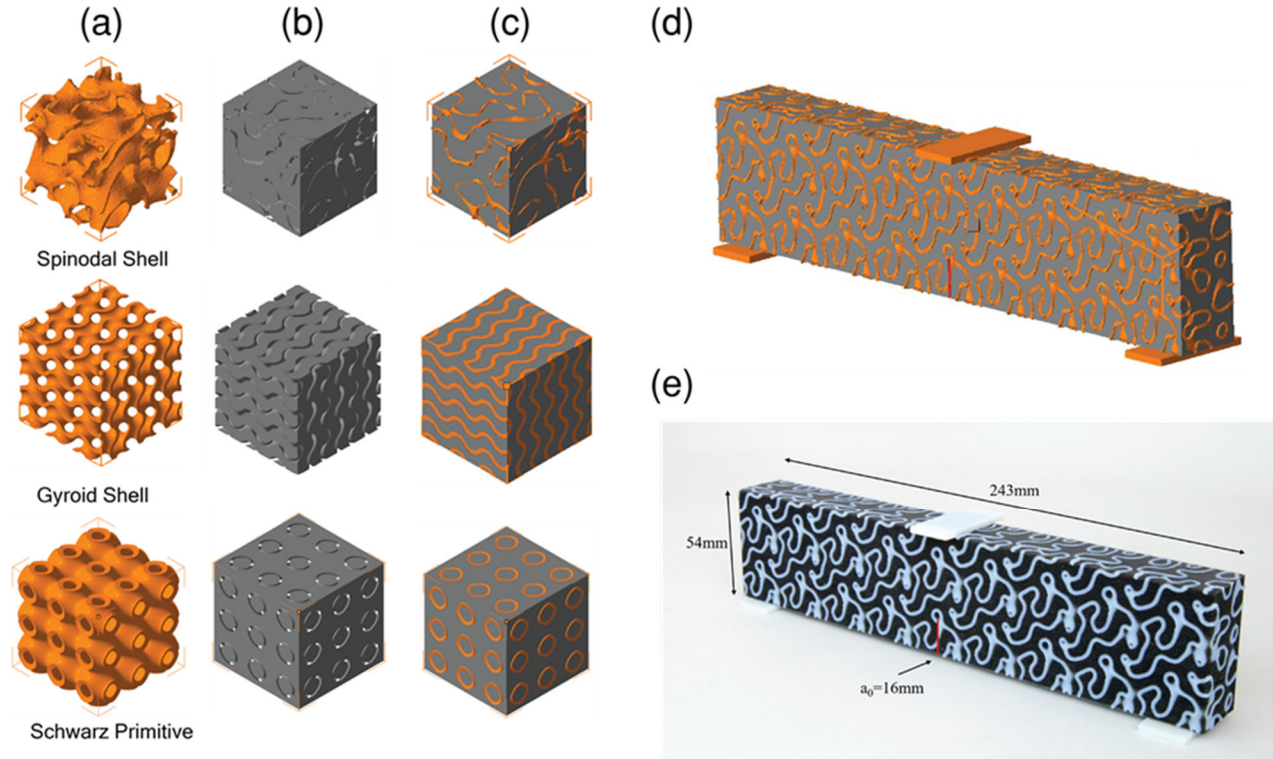 (a)
(b)
(c)
(d)
Spinodal Shell
Gyroid Shell
Schwarz Primitive
(e)
243mm
54mm
a₀=16mm